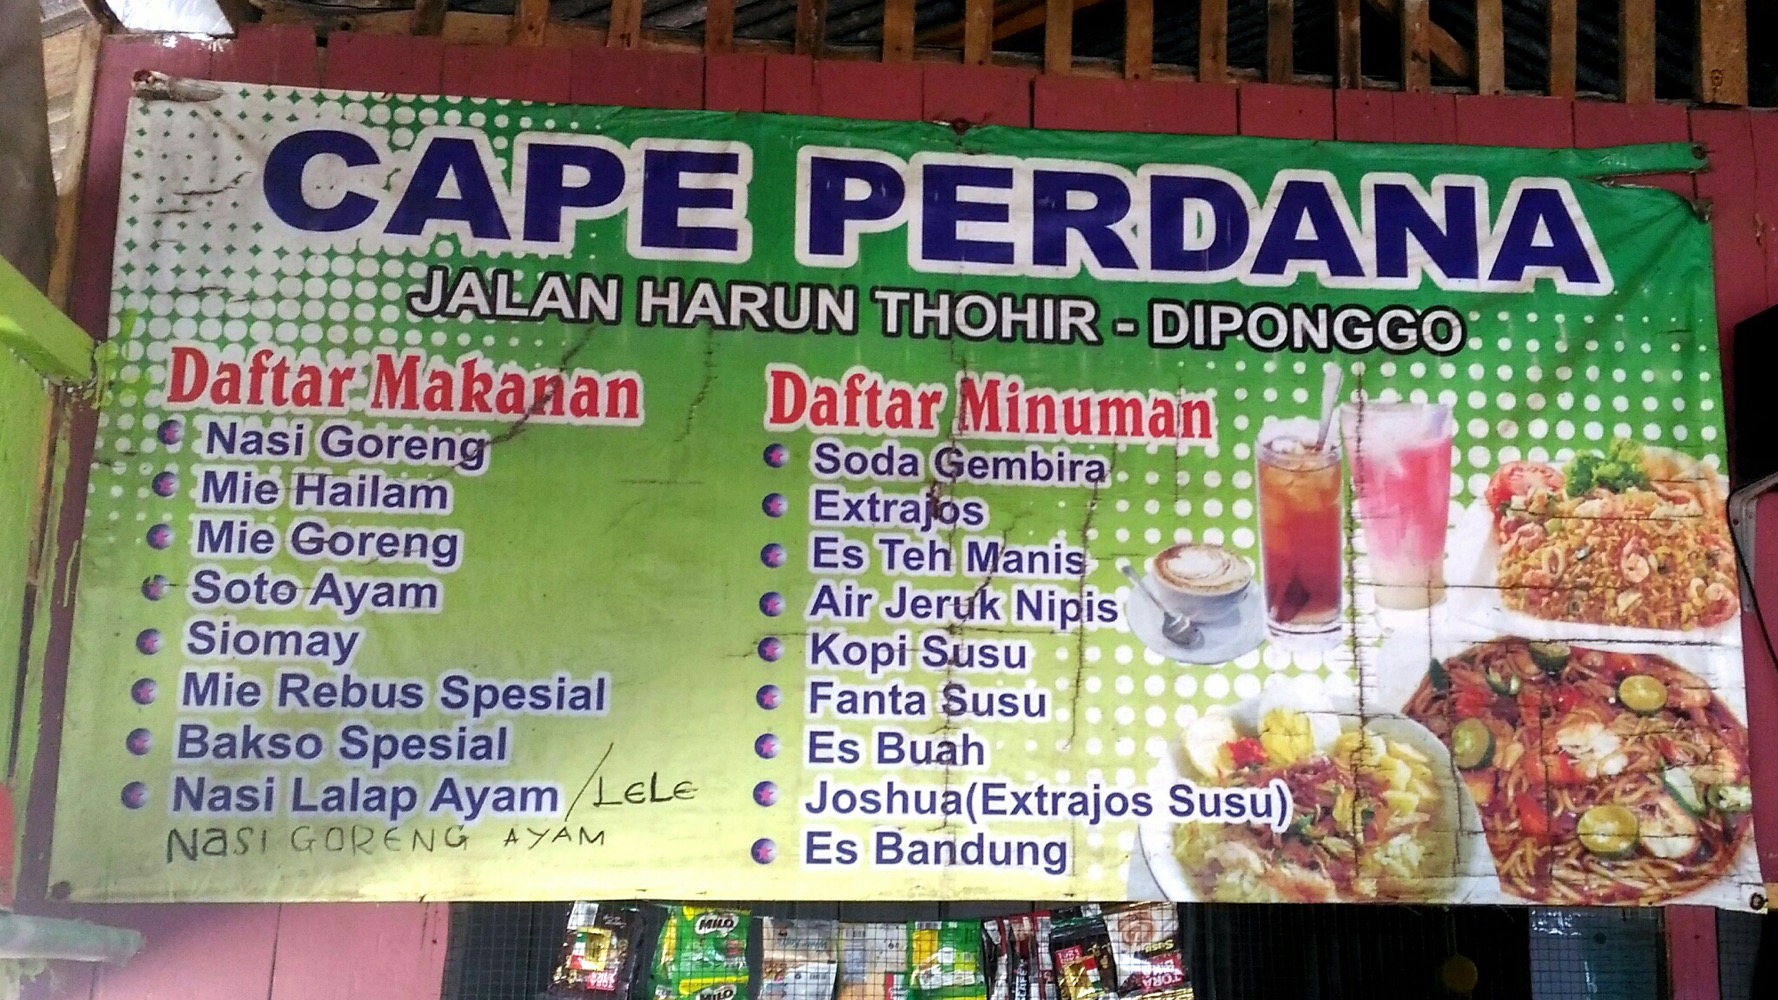 CAPE PERDANA
JALAN HARUN THOHIR - DIPONGGO
Daftar Makanan
Nasi Goreng
Mie Hailam
Mie Goreng
Soto Ayam
Siomay
Mie Rebus Spesial
Bakso Spesial
Nasi Lalap Ayam /LeLe
NaSI GORENG AYAM
Daftar Minuman
Soda Gembira
Extrajos
Es Teh Manis
Air Jeruk Nipis
Kopi Susu
Fanta Susu
Es Buah
Joshua(Extrajos Susu)
Es Bandung
MILO
MILO